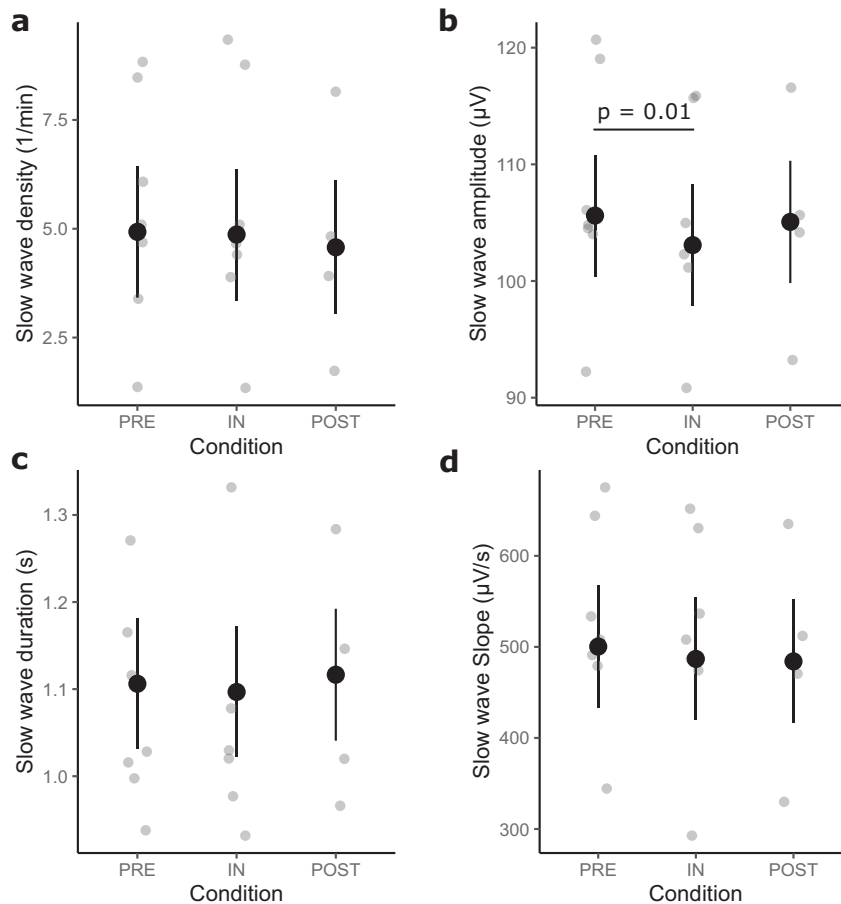 a
Slow wave density (1/min)
7.5
5.0
2.5
PRE IN POST
Condition
b
Slow wave amplitude (µV)
120
110
100
90
p = 0.01
PRE IN POST
Condition
c
Slow wave duration (s)
1.3
1.2
1.1
1.0
PRE IN POST
Condition
d
Slow wave Slope (µV/s)
600
500
400
300
PRE IN POST
Condition